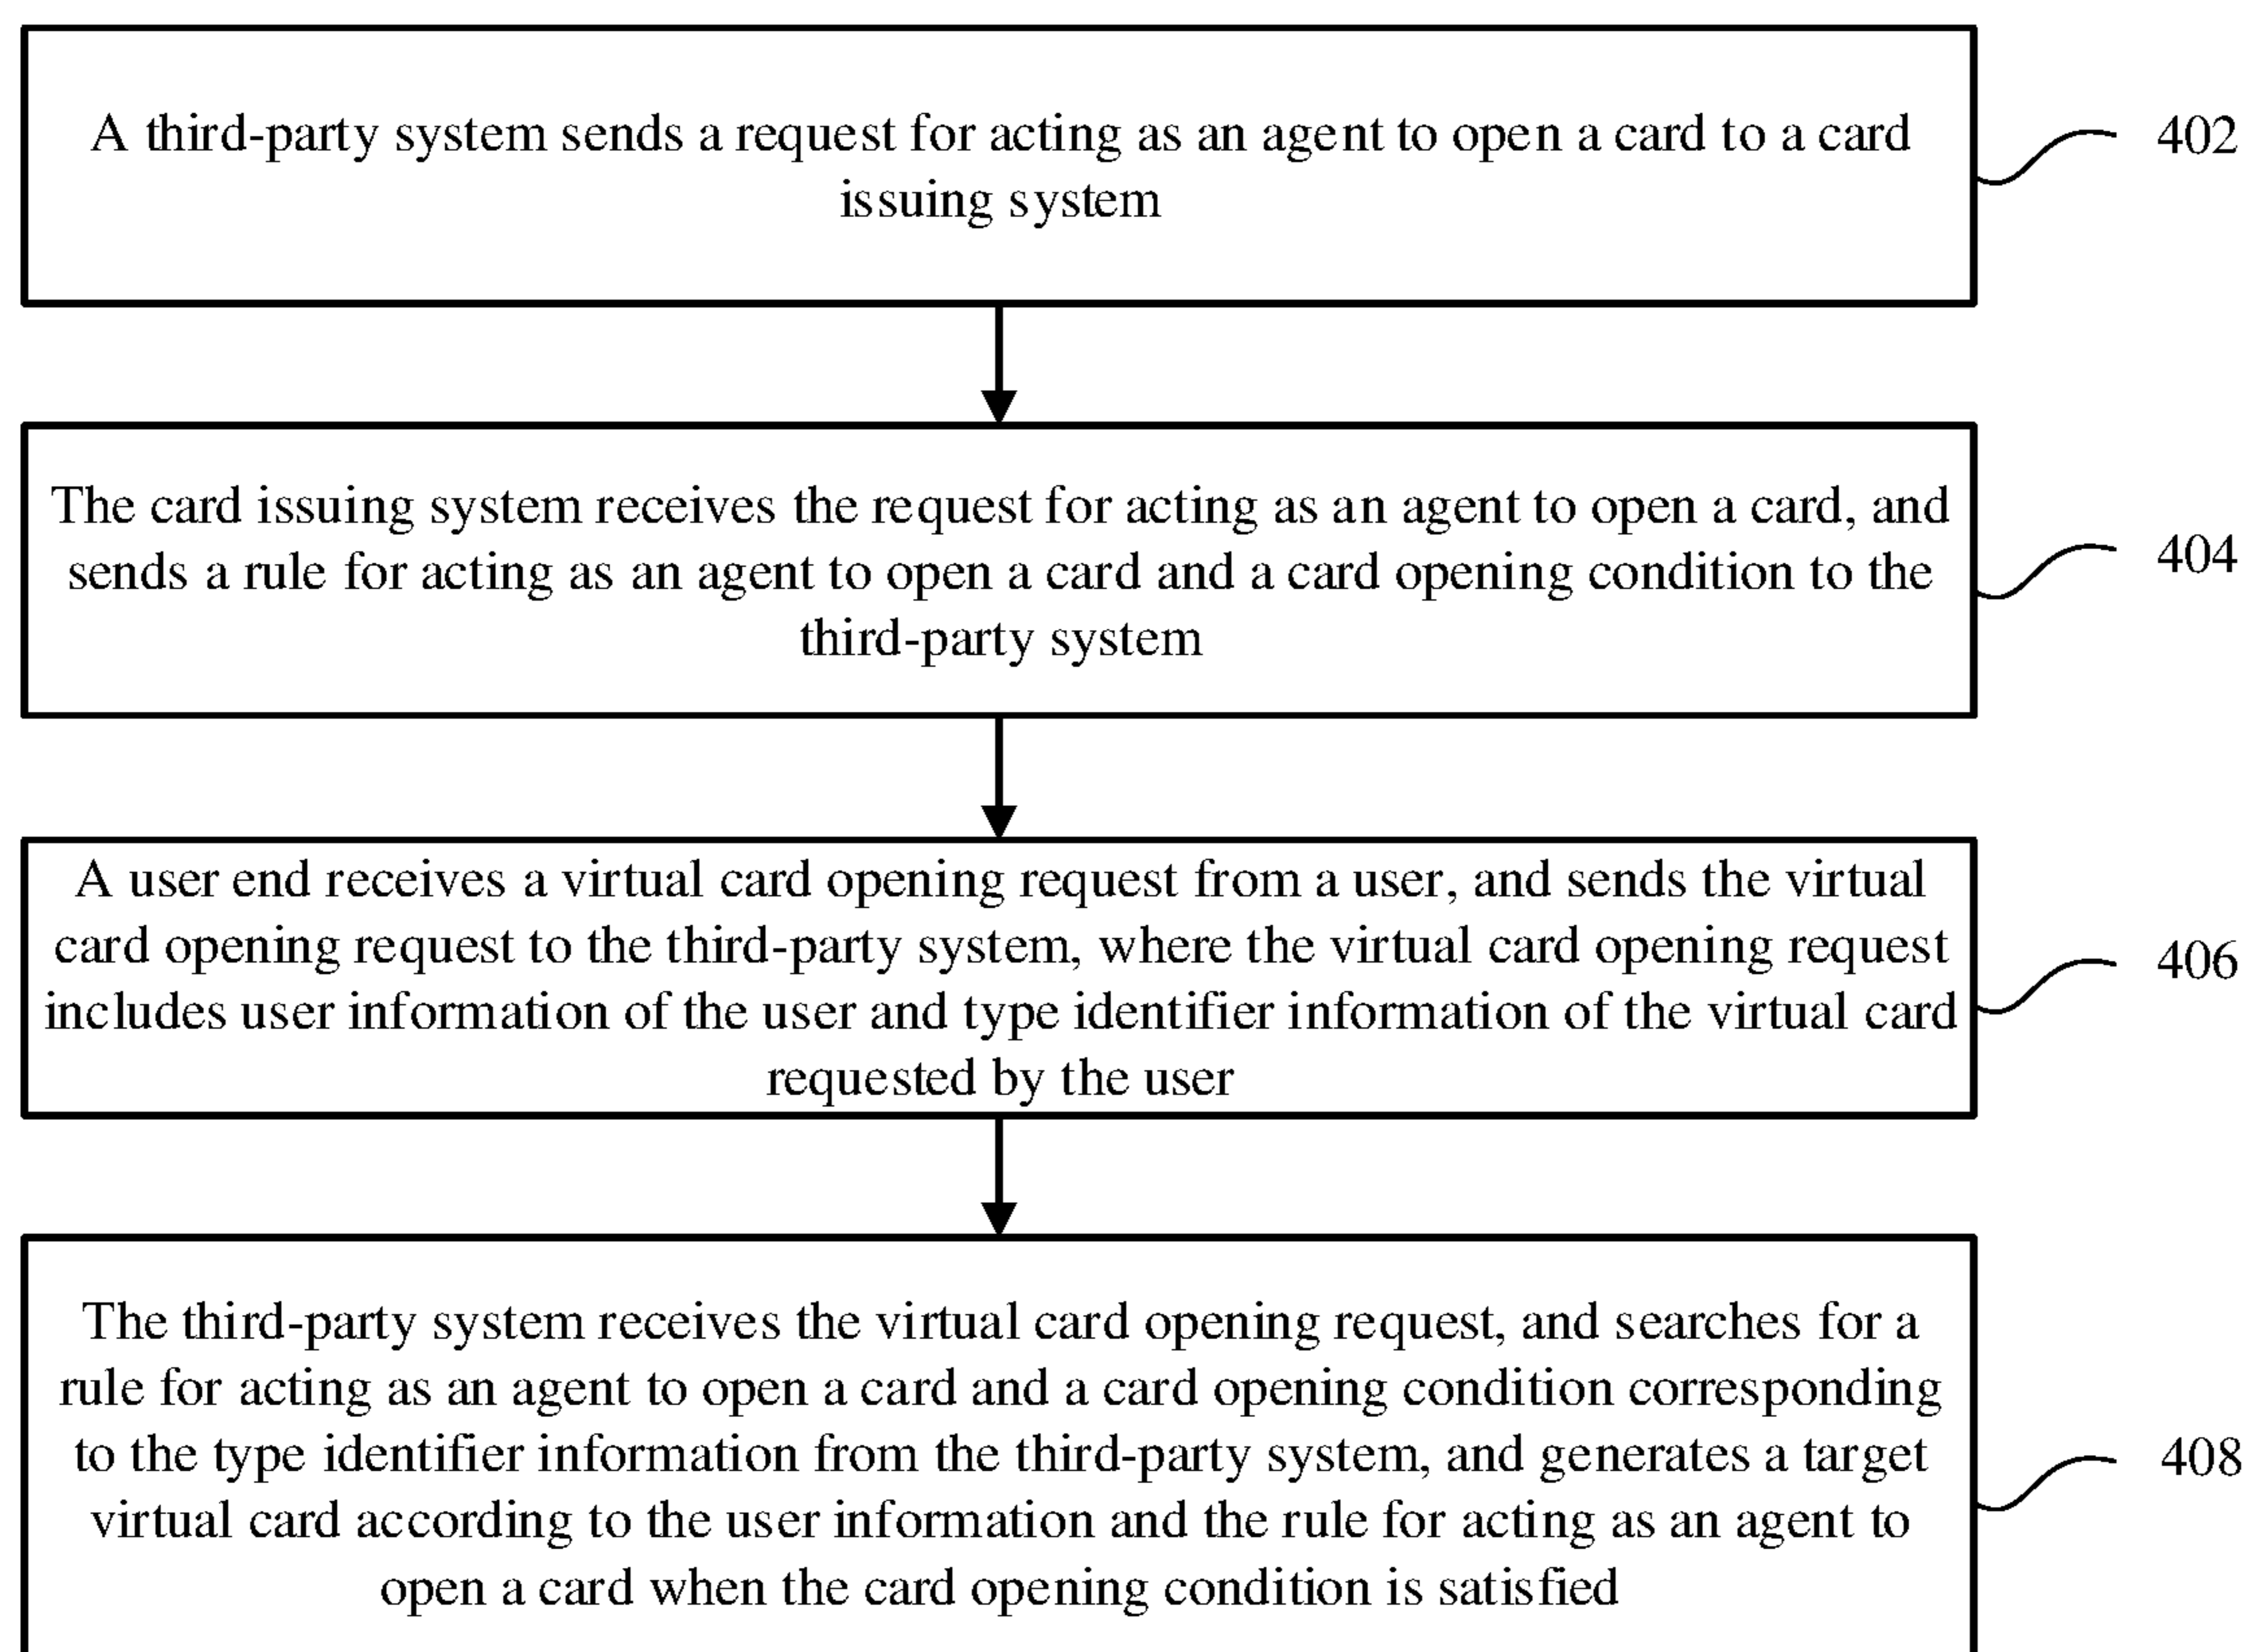 A third-party system sends a request for acting as an agent to open a card to a card
issuing system
402
The card issuing system receives the request for acting as an agent to open a card, and
sends a rule for acting as an agent to open a card and a card opening condition to the
third-party system
404
A user end receives a virtual card opening request from a user, and sends the virtual
card opening request to the third-party system, where the virtual card opening request
includes user information of the user and type identifier information of the virtual card
requested by the user
406
The third-party system receives the virtual card opening request, and searches for a
rule for acting as an agent to open a card and a card opening condition corresponding
to the type identifier information from the third-party system, and generates a target
virtual card according to the user information and the rule for acting as an agent to
open a card when the card opening condition is satisfied
408